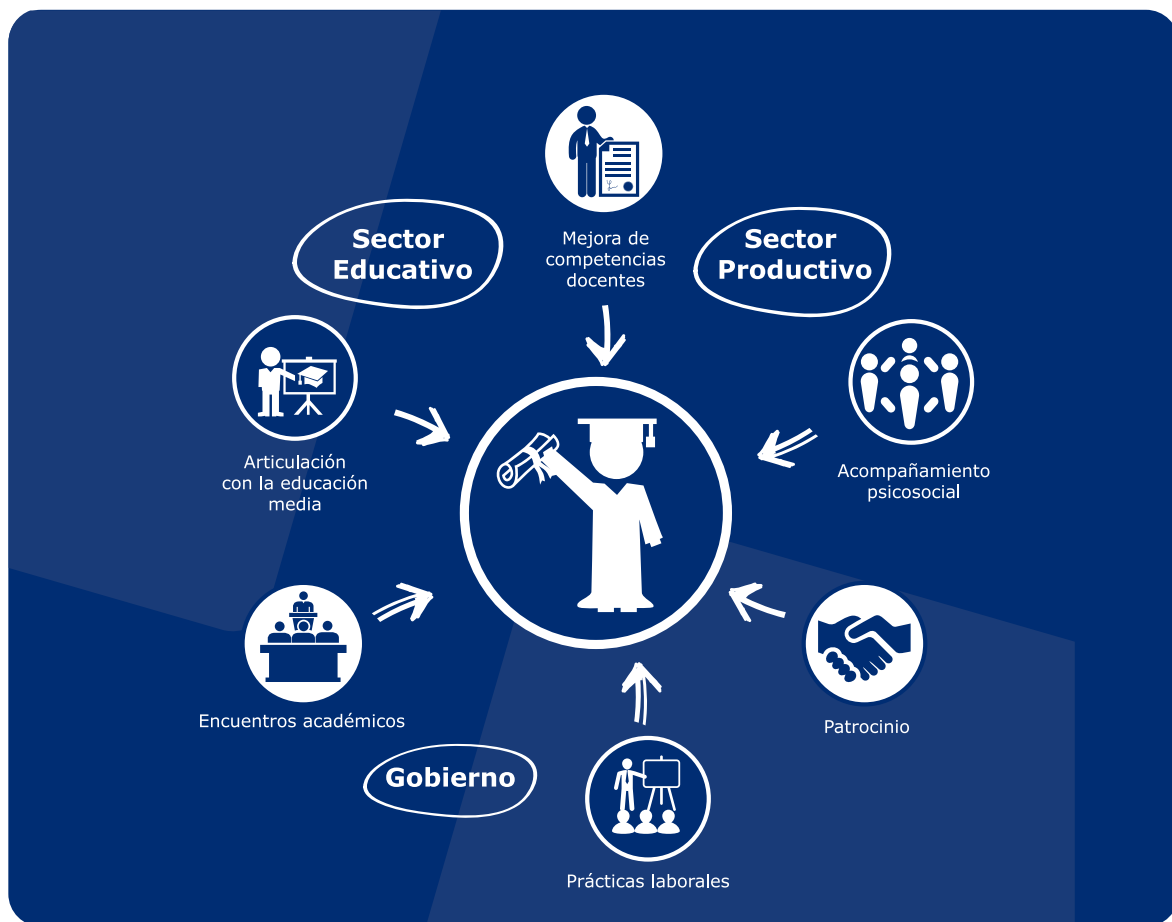 Sector
Educativo
Mejora de
competencias
docentes
Sector
Productivo
Articulación
con la educación
media
Acompañamiento
psicosocial
Encuentros académicos
Patrocinio
Gobierno
Prácticas laborales